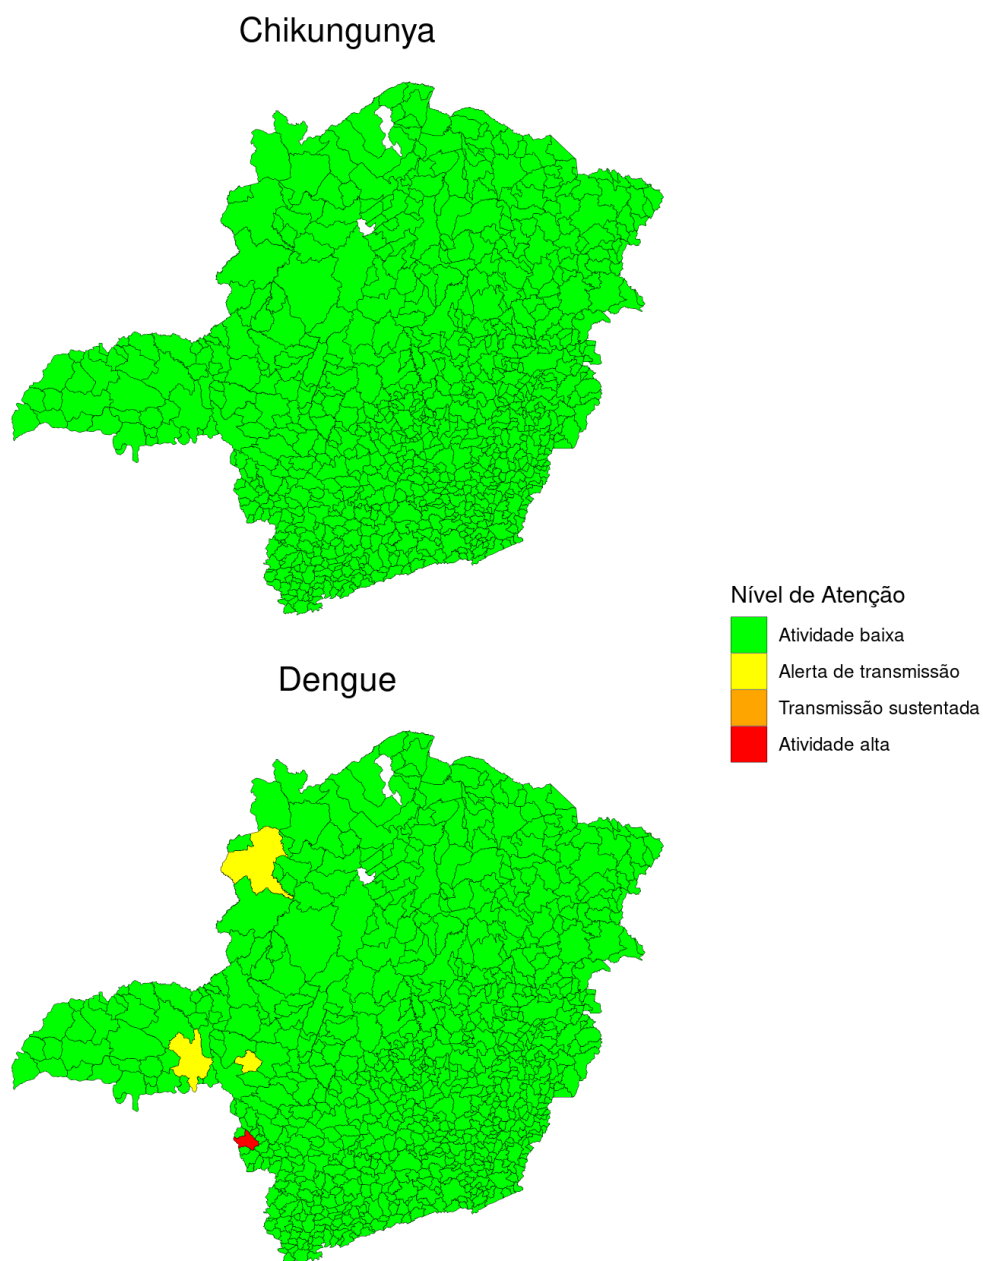 Chikungunya
Nível de Atenção
Atividade baixa
Alerta de transmissão
Transmissão sustentada
Atividade alta
Dengue